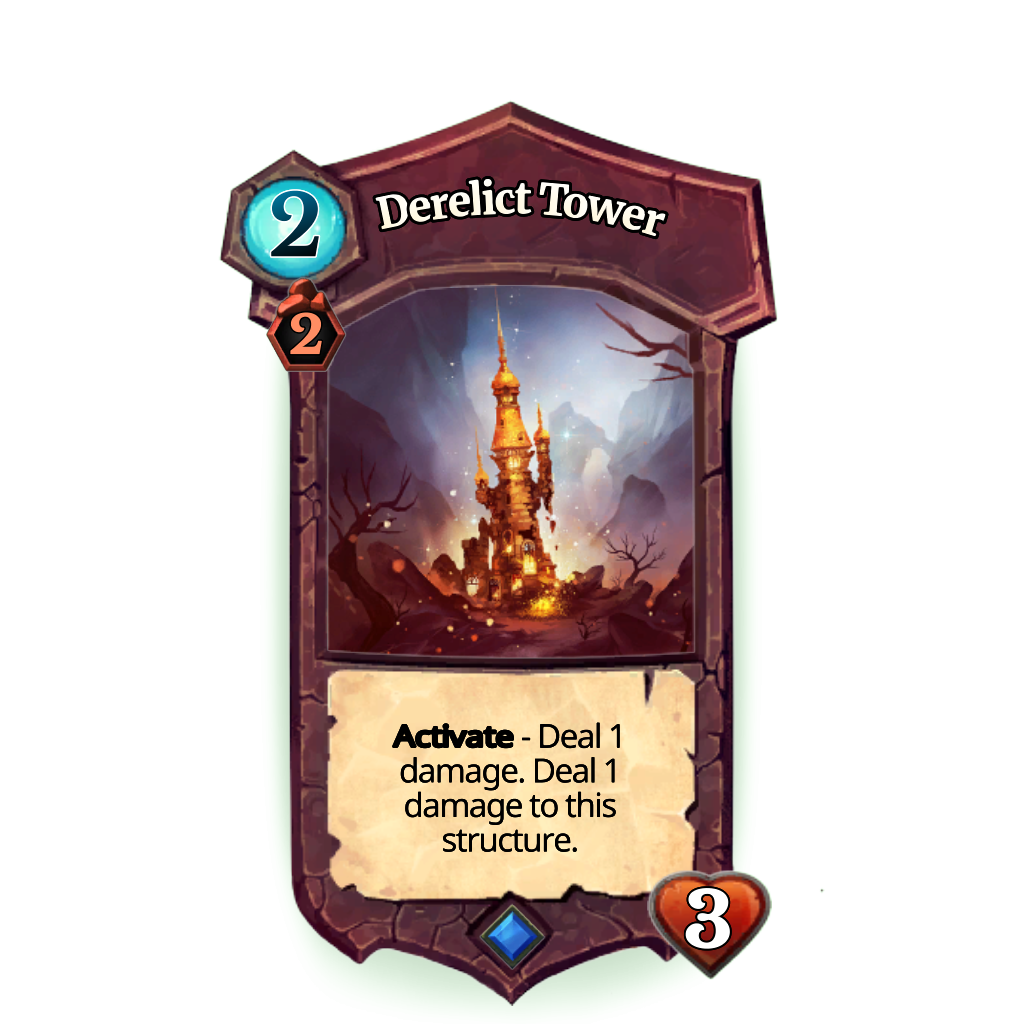 2
Derelict Tower
2
Activate - Deal 1
damage. Deal 1
damage to this
structure.
3